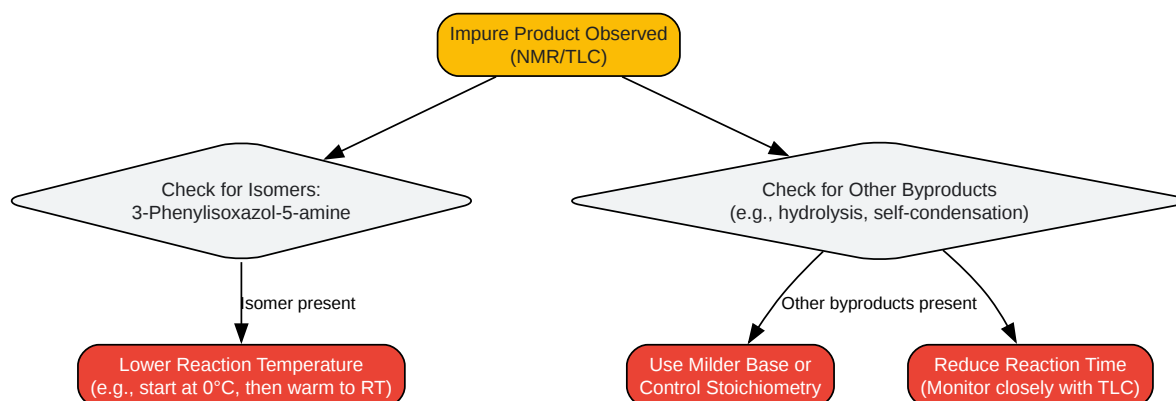 Impure Product Observed
(NMR/TLC)
Check for Isomers:
3-Phenylisoxazol-5-amine
Check for Other Byproducts
(e.g., hydrolysis, self-condensation)
Isomer present
Other byproducts present
Lower Reaction Temperature
(e.g., start at 0°C, then warm to RT)
Use Milder Base or
Control Stoichiometry
Reduce Reaction Time
(Monitor closely with TLC)